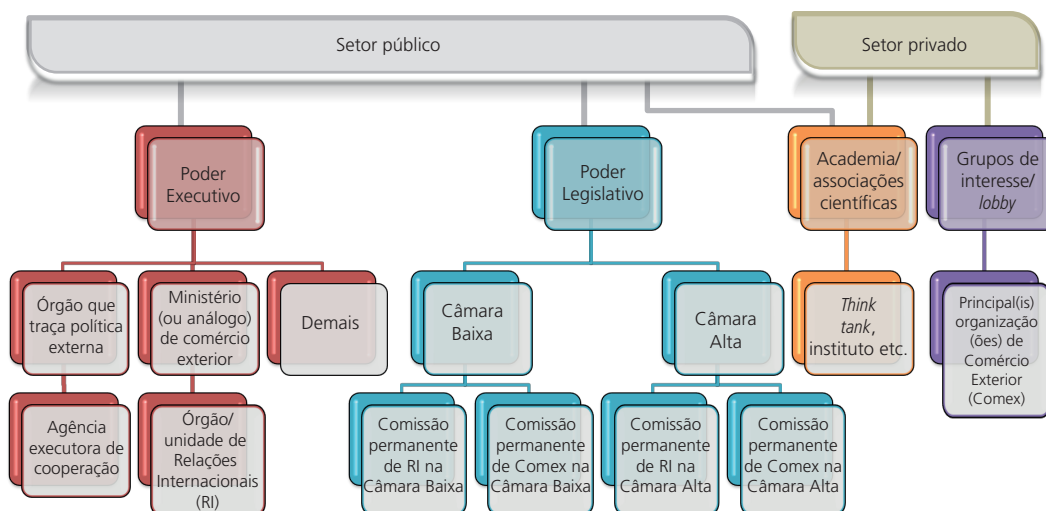 Setor público
Setor privado
Poder
Executivo
Poder
Legislativo
Academia/
associações
científicas
Grupos de
interesse/
lobby
Órgão que
traça política
externa
Ministério
(ou análogo)
de comércio
exterior
Demais
Câmara
Baixa
Câmara
Alta
Think
tank,
instituto etc.
Principal(is)
organização
(ões) de
Comércio
Exterior
(Comex)
Agência
executora de
cooperação
Órgão/
unidade de
Relações
Internacionais
(RI)
Comissão
permanente
de RI na
Câmara Baixa
Comissão
permanente
de Comex na
Câmara Baixa
Comissão
permanente
de RI na
Câmara Alta
Comissão
permanente
de Comex na
Câmara Alta